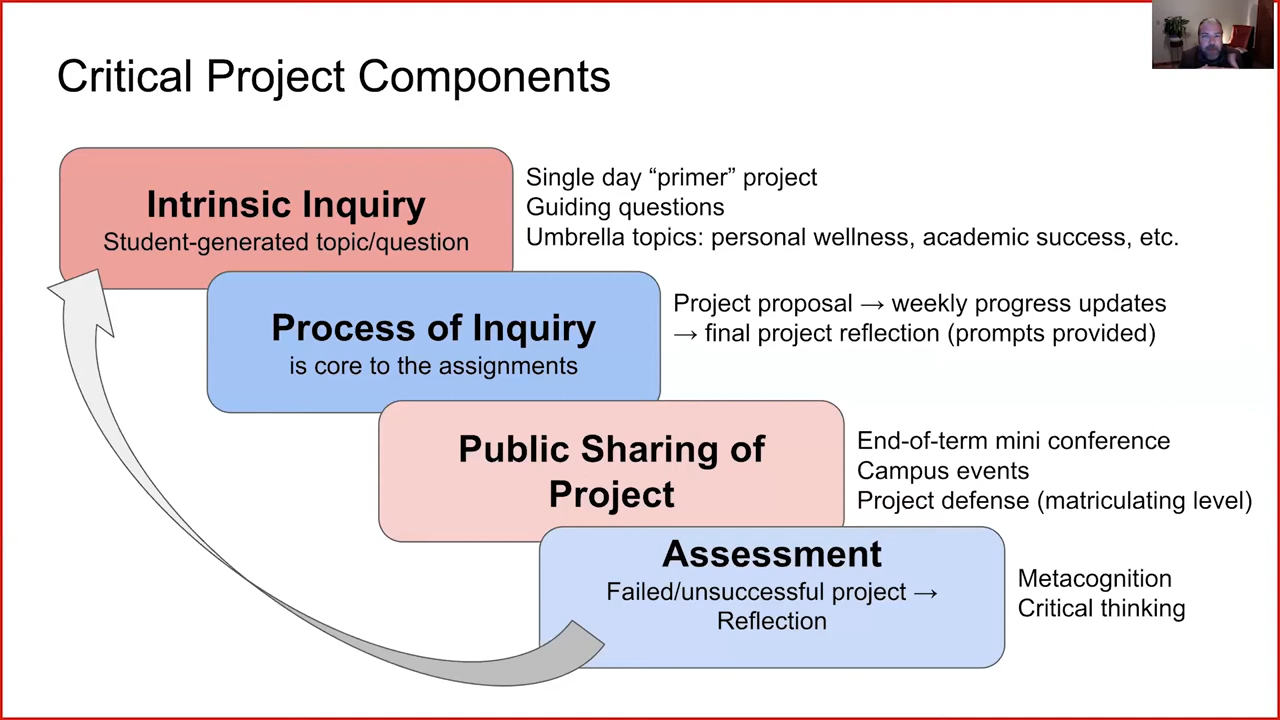 Critical Project Components
Intrinsic Inquiry
Student-generated topic/question
Single day “primer” project
Guiding questions
Umbrella topics: personal wellness, academic success, etc.
Process of Inquiry
is core to the assignments
Project proposal → weekly progress updates
→ final project reflection (prompts provided)
Public Sharing of
Project
End-of-term mini conference
Campus events
Project defense (matriculating level)
Assessment
Failed/unsuccessful project →
Reflection
Metacognition
Critical thinking